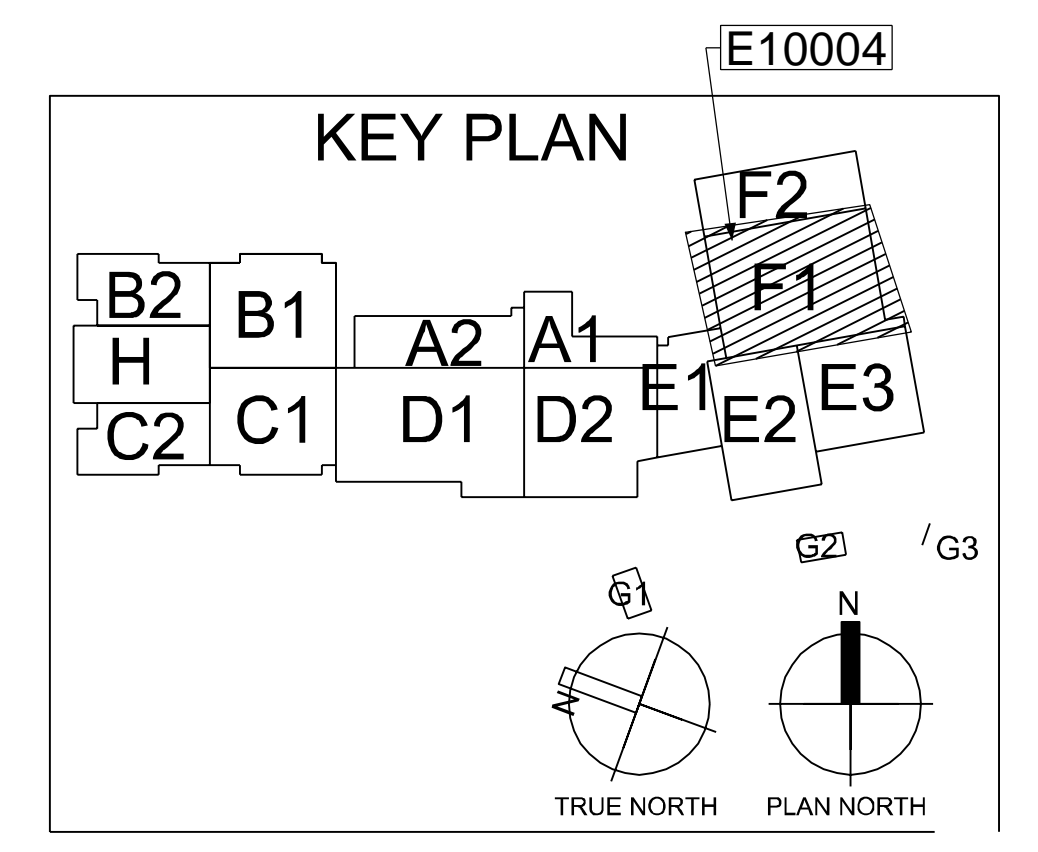 E10004
KEY PLAN
F2
F1
B2
B1
H
A2
A1
C2
C1
D1
D2
E1
E2
E3
G1
G2
G3
N
N
TRUE NORTH
PLAN NORTH